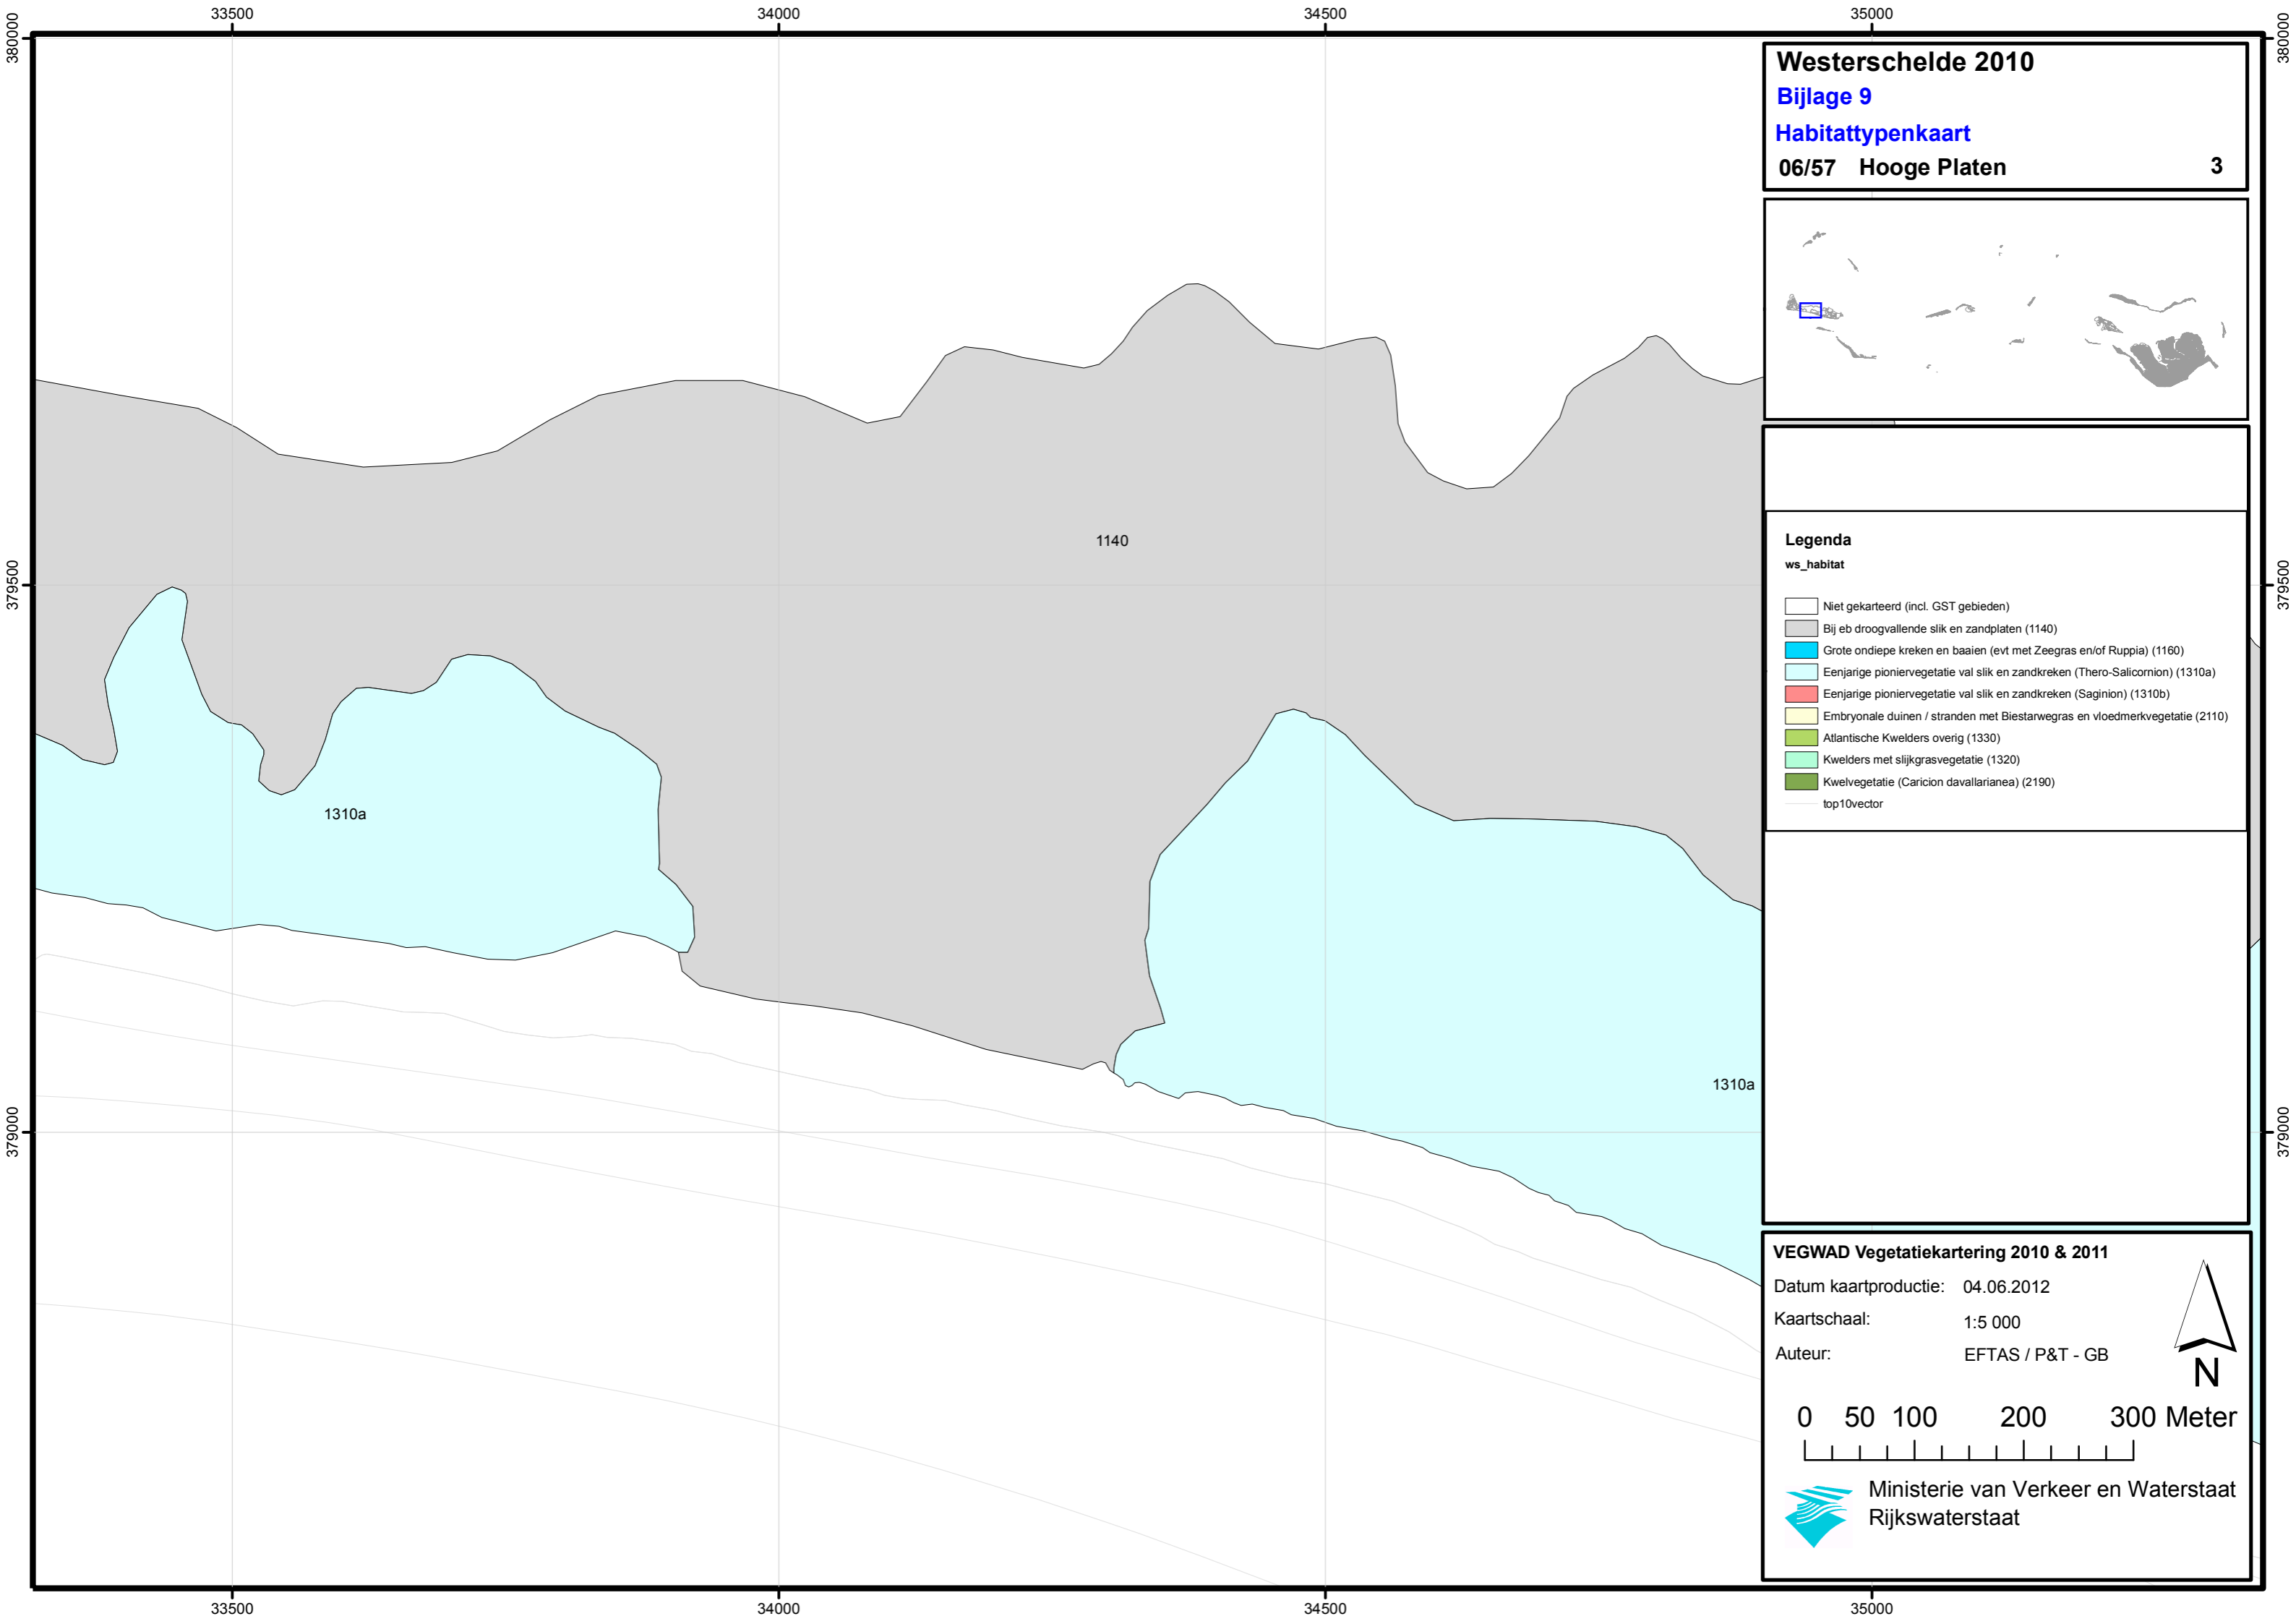 33500 34000 34500 35000
380000 380000
Westerschelde 2010
Bijlage 9
Habitattypenkaart
06/57 Hooge Platen 3
1140
379500 379500
Legenda
ws_habitat
Niet gekarteerd (incl. GST gebieden)
Bij eb droogvallende slik en zandplaten (1140)
Grote ondiepe kreken en baaien (evt met Zeegras en/of Ruppia) (1160)
Eenjarige pioniervegetatie val slik en zandkreken (Thero-Salicornion) (1310a)
Eenjarige pioniervegetatie val slik en zandkreken (Saginion) (1310b)
Embryonale duinen / stranden met Biestarwegras en vloedmerkvegetatie (2110)
Atlantische Kwelders overig (1330)
Kwelders met slijkgrasvegetatie (1320)
Kwelvegetatie (Caricion davallarianea) (2190)
top10vector
1310a
1310a
379000 379000
VEGWAD Vegetatiekartering 2010 & 2011
Datum kaartproductie: 04.06.2012
Kaartschaal: 1:5 000
Auteur: EFTAS / P&T - GB
N
0 50 100 200 300 Meter
Ministerie van Verkeer en Waterstaat
Rijkswaterstaat
33500 34000 34500 35000